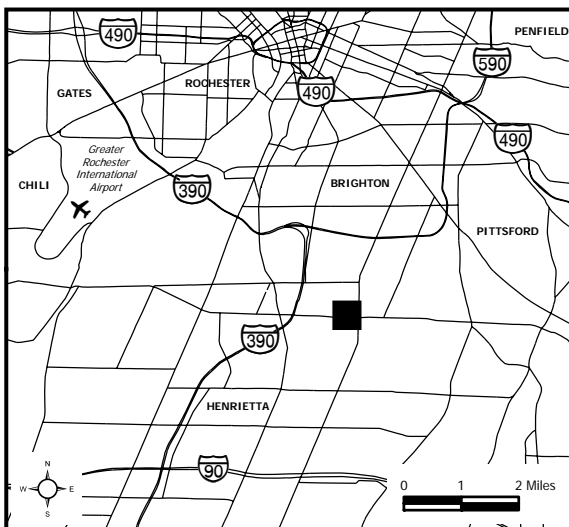 490
PENFIELD
590
GATES
ROCHESTER
490
490
Greater
Rochester
International
Airport
CHILI
390
BRIGHTON
PITTSFORD
390
HENRIETTA
90
N
W
E
S
0 1 2 Miles